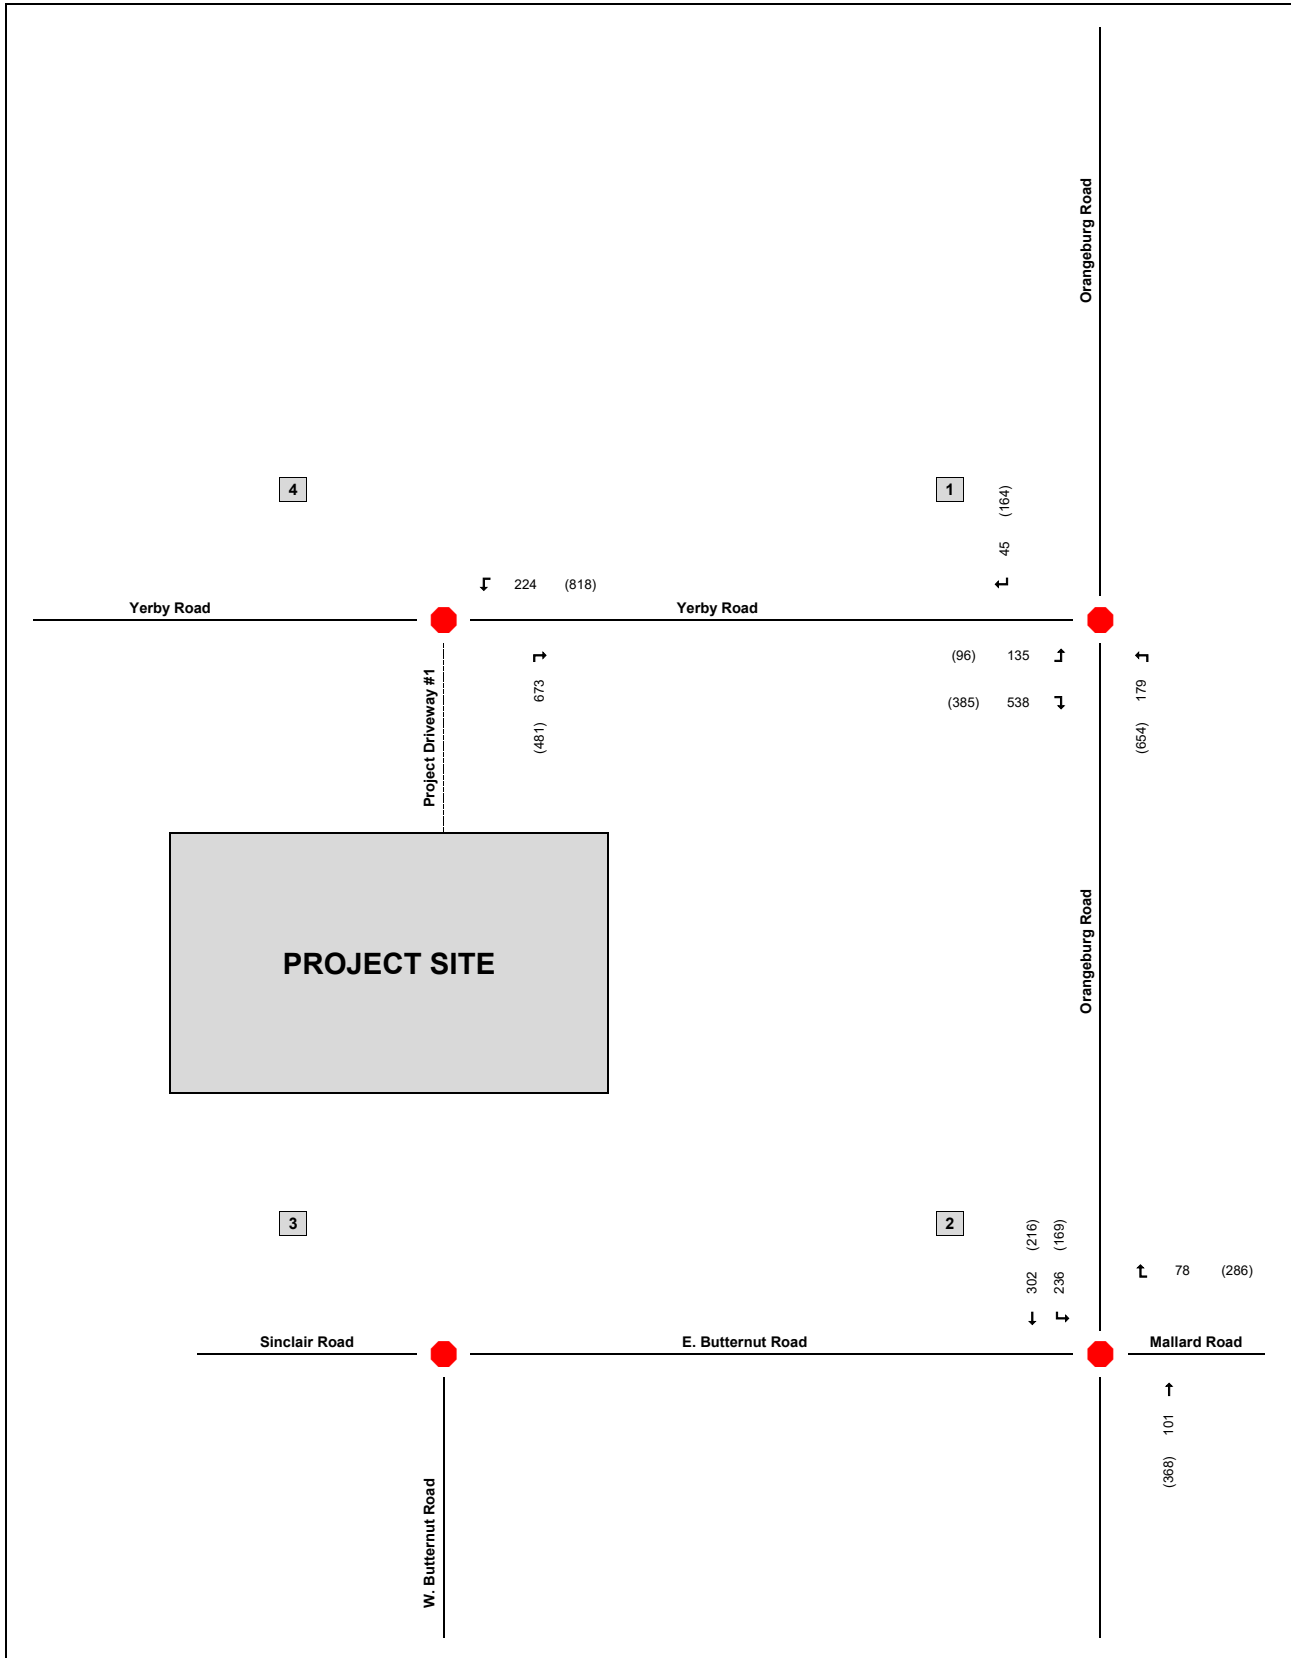 Orangeburg Road
4
1
45 (164)
224 (818)
Yerby Road
Yerby Road
(96) 135
(385) 538
(481) 673
(654) 179
Project Driveway #1
PROJECT SITE
Orangeburg Road
3
2
302 (216)
236 (169)
78 (286)
Sinclair Road
E. Butternut Road
Mallard Road
(368) 101
W. Butternut Road